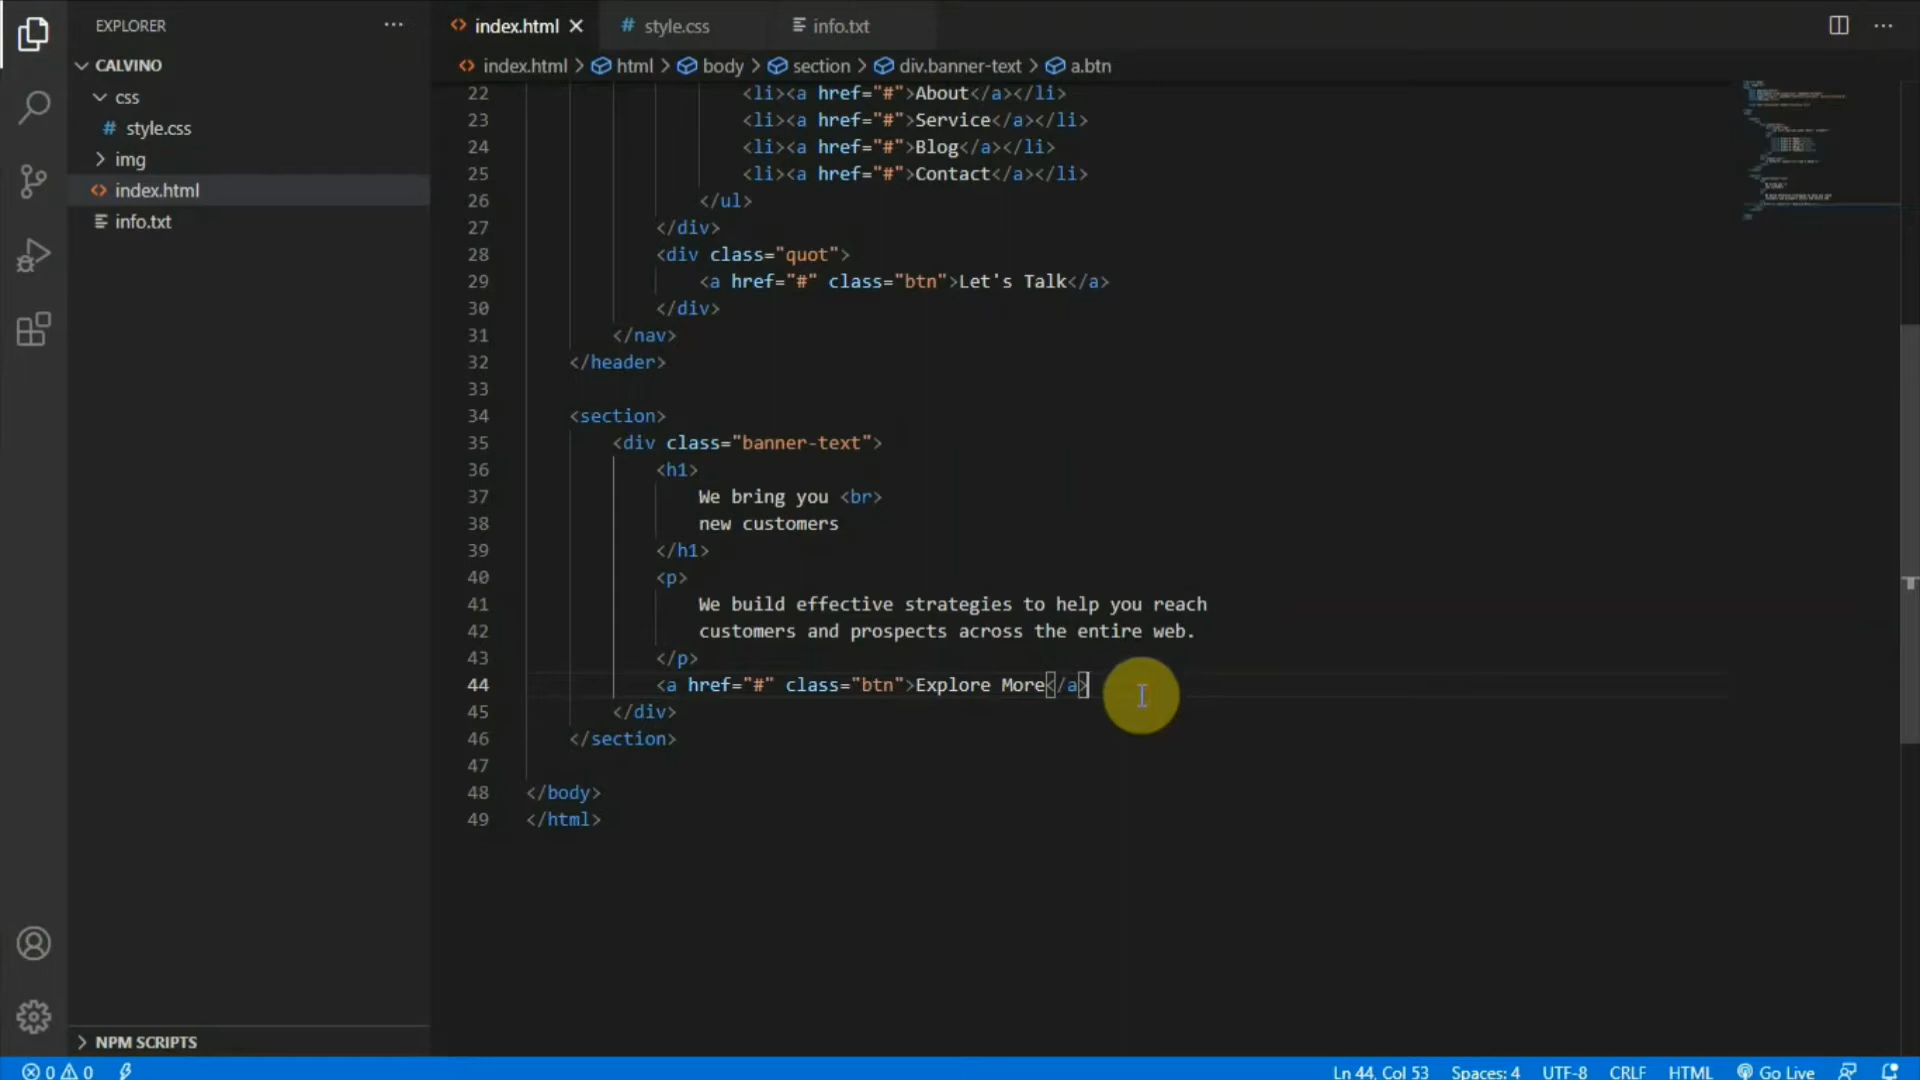 EXPLORER
CALVINO
css
# style.css
img
index.html
info.txt
NPM SCRIPTS
index.html
# style.css
info.txt
index.html > html > body > section > div.banner-text > a.btn
22 <li><a href="#">About</a></li>
23 <li><a href="#">Service</a></li>
24 <li><a href="#">Blog</a></li>
25 <li><a href="#">Contact</a></li>
26 </ul>
27 </div>
28 <div class="quot">
29 <a href="#" class="btn">Let's Talk</a>
30 </div>
31 </nav>
32 </header>
33
34 <section>
35 <div class="banner-text">
36 <h1>
37 We bring you <br>
38 new customers
39 </h1>
40 <p>
41 We build effective strategies to help you reach
42 customers and prospects across the entire web.
43 </p>
44 <a href="#" class="btn">Explore More</a>
45 </div>
46 </section>
47
48 </body>
49 </html>
0 0 Ln 44, Col 53 Spaces: 4 UTF-8 CRLF HTML Go Live